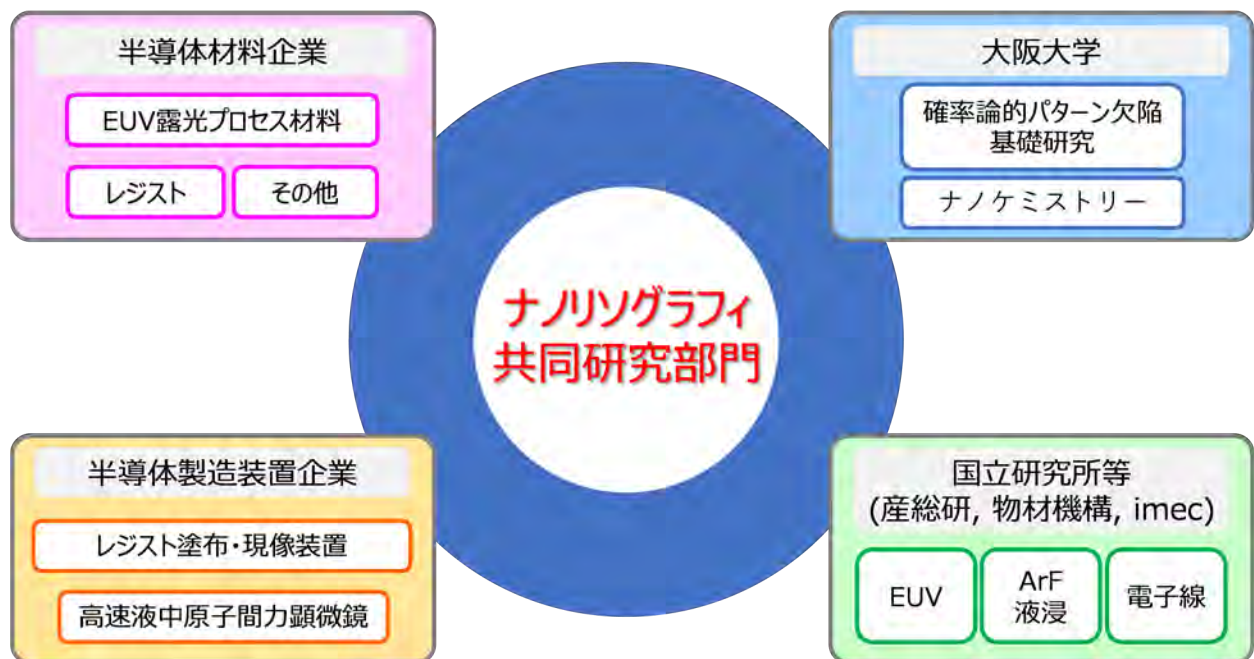 半導体材料企業
EUV露光プロセス材料
レジスト
その他
大阪大学
確率論的パターン欠陥
基礎研究
ナノケミストリー
ナノリソグラフィ
共同研究部門
半導体製造装置企業
レジスト塗布・現像装置
高速液中原子間力顕微鏡
国立研究所等
(産総研, 物材機構, imec)
EUV
ArF
液浸
電子線